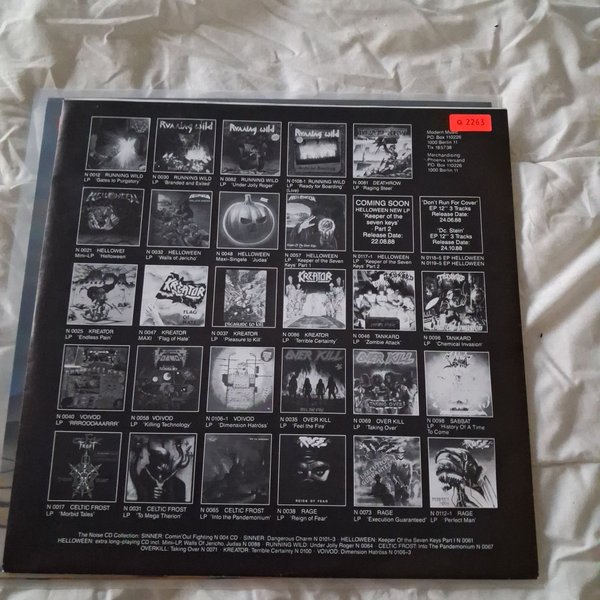 a 2263
N 0012 RUNNING WILD
LP 'Gates to Purgatory'
N 0030 RUNNING WILD
LP 'Branded and Exiled'
N 0062 RUNNING WILD
LP 'Under Jolly Roger'
N 0108-1 RUNNING WILD
LP 'Ready for Boarding'
(Live)
N 0081 DEATHROW
LP 'Raging Steel'
Modern Music
P.O. Box 110226
1000 Berlin 11
Tlx 185738
Merchandising:
Phoenix Versand
P.O. Box 110226
1000 Berlin 11
N 0021 HELLOWEEN
Mini-LP 'Helloween'
N 0032 HELLOWEEN
LP 'Walls of Jericho'
N 0048 HELLOWEEN
Maxi-Single 'Judas'
N 0057 HELLOWEEN
LP 'Keeper of the Seven
Keys' Part 1
COMING SOON
HELLOWEEN NEW LP
'Keeper of the
seven keys'
Part 2
Release Date:
22.08.88
N 0117-1 HELLOWEEN
LP 'Keeper of the Seven
Keys' Part 2
'Don't Run For Cover'
EP 12" 3 Tracks
Release Date:
24.06.88
'Dc. Stein'
EP 12" 3 Tracks
Release Date:
24.10.88
N 0116-5 EP HELLOWEEN
N 0119-5 EP HELLOWEEN
N 0025 KREATOR
LP 'Endless Pain'
N 0047 KREATOR
MAXI 'Flag of Hate'
N 0037 KREATOR
LP 'Pleasure to Kill'
N 0086 KREATOR
LP 'Terrible Certainty'
N 0046 TANKARD
LP 'Zombie Attack'
N 0096 TANKARD
LP 'Chemical Invasion'
N 0040 VOIVOD
LP 'RRROOOAAARRR'
N 0058 VOIVOD
LP 'Killing Technology'
N 0106-1 VOIVOD
LP 'Dimension Hatröss'
N 0035 OVER KILL
LP 'Feel the Fire'
N 0069 OVER KILL
LP 'Taking Over'
N 0098 SABBAT
LP 'History Of A Time
To Come'
N 0017 CELTIC FROST
LP 'Morbid Tales'
N 0031 CELTIC FROST
LP 'To Mega Therion'
N 0065 CELTIC FROST
LP 'Into the Pandemonium'
N 0038 RAGE
LP 'Reign of Fear'
N 0073 RAGE
LP 'Execution Guaranteed'
N 0112-1 RAGE
LP 'Perfect Man'
The Noise CD Collection: SINNER: Comin'Out Fighting N 004 CD · SINNER: Dangerous Charm N 0101-3 · HELLOWEEN: Keeper Of the Seven Keys Part I N 0061
HELLOWEEN: extra long-playing CD incl. Mini-LP, Walls Of Jericho, Judas N 0088 · RUNNING WILD: Under Jolly Roger N 0064 · CELTIC FROST: Into The Pandemonium N 0067
OVERKILL: Taking Over N 0071 · KREATOR: Terrible Certainty N 0100 · VOIVOD: Dimension Hatröss N 0106-3